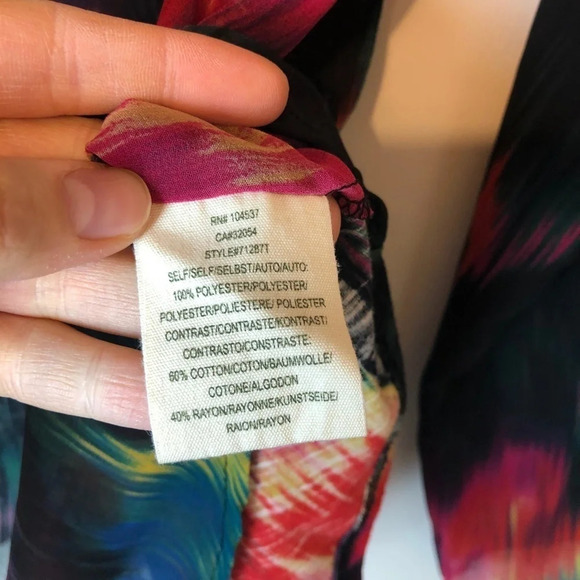 RN# 104537
CA#32054
STYLE#71287T
SELF/SELF/SELBST/AUTO/AUTO:
100% POLYESTER/POLYESTER/
POLYESTER/POLIESTERE/ POLIESTER
CONTRAST/CONTRASTE/KONTRAST/
CONTRASTO/CONSTRASTE:
60% COTTON/COTON/BAUMWOLLE/
COTONE/ALGODON
40% RAYON/RAYONNE/KUNSTSEIDE/
RAION/RAYON